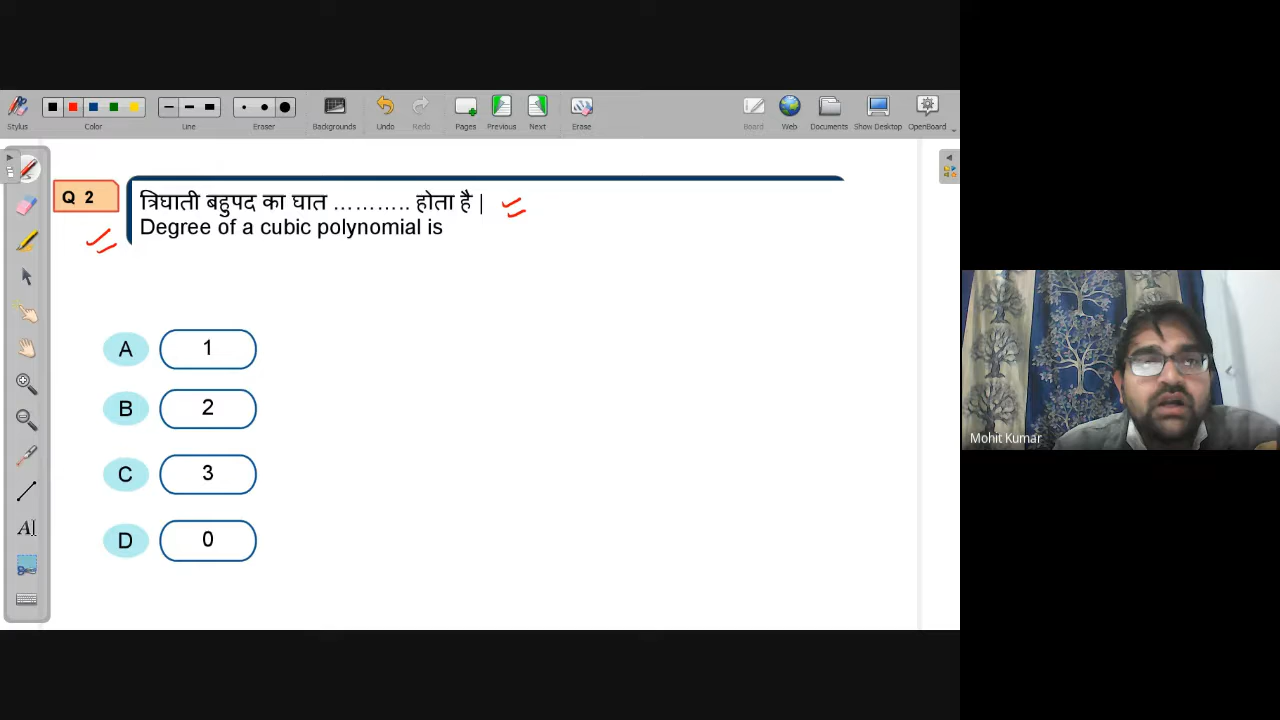 Stylus
Color
Line
Eraser
Backgrounds
Undo
Redo
Pages
Previous
Next
Erase
Board
Web
Documents
Show Desktop
OpenBoard
Q 2
त्रिघाती बहुपद का घात ……….. होता है |
Degree of a cubic polynomial is
A 1
B 2
C 3
D 0
A
Mohit Kumar